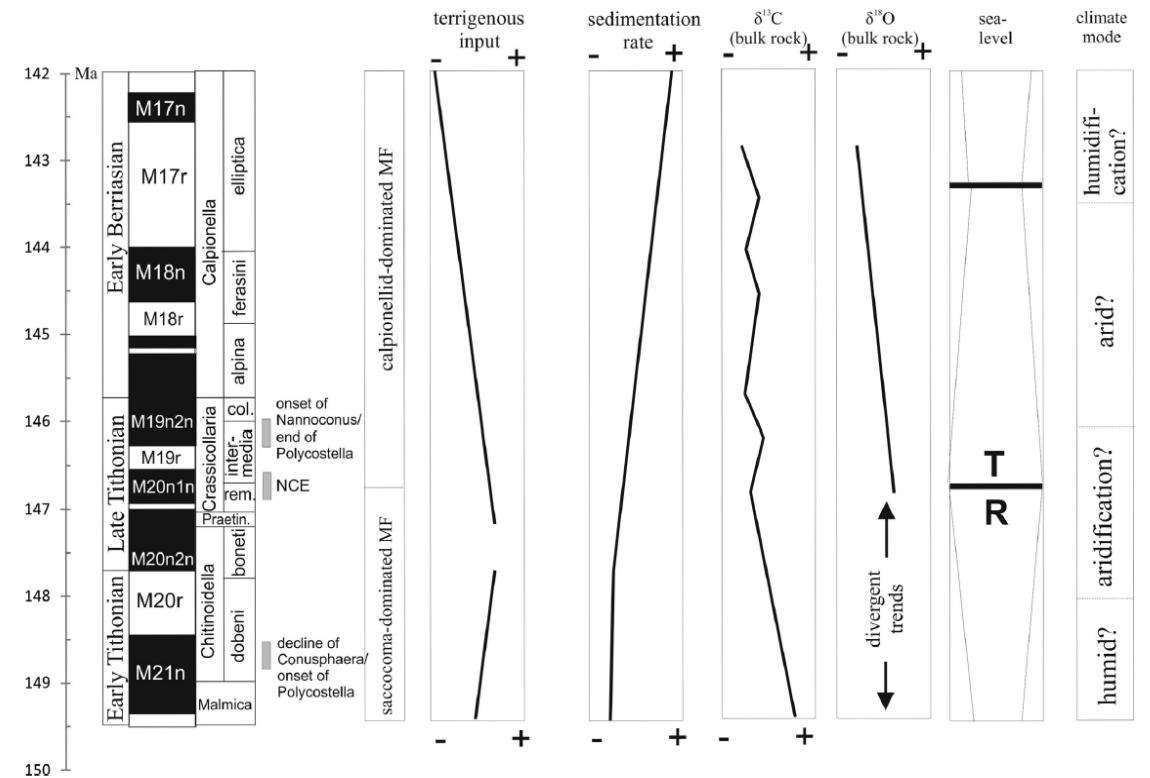 terrigenous
input
sedimentation
rate
δ¹³C
(bulk rock)
δ¹⁸O
(bulk rock)
sea-
level
climate
mode
- +
- +
- +
- +
142
Ma
143
144
145
146
147
148
149
150
Early Berriasian
Late Tithonian
Early Tithonian
M17n
M17r
M18n
M18r
M19n2n
M19r
M20n1n
M20n2n
M20r
M21n
Calpionella
Crassicollaria
Praetin.
Chitinoidella
Malmica
elliptica
ferasini
alpina
col.
inter-
media
rem.
boneti
dobeni
onset of
Nannoconus/
end of
Polycostella
NCE
decline of
Conusphaera/
onset of
Polycostella
calpionellid-dominated MF
saccocoma-dominated MF
divergent
trends
T
R
humidifi-
cation?
arid?
aridification?
humid?
- +
- +
- +